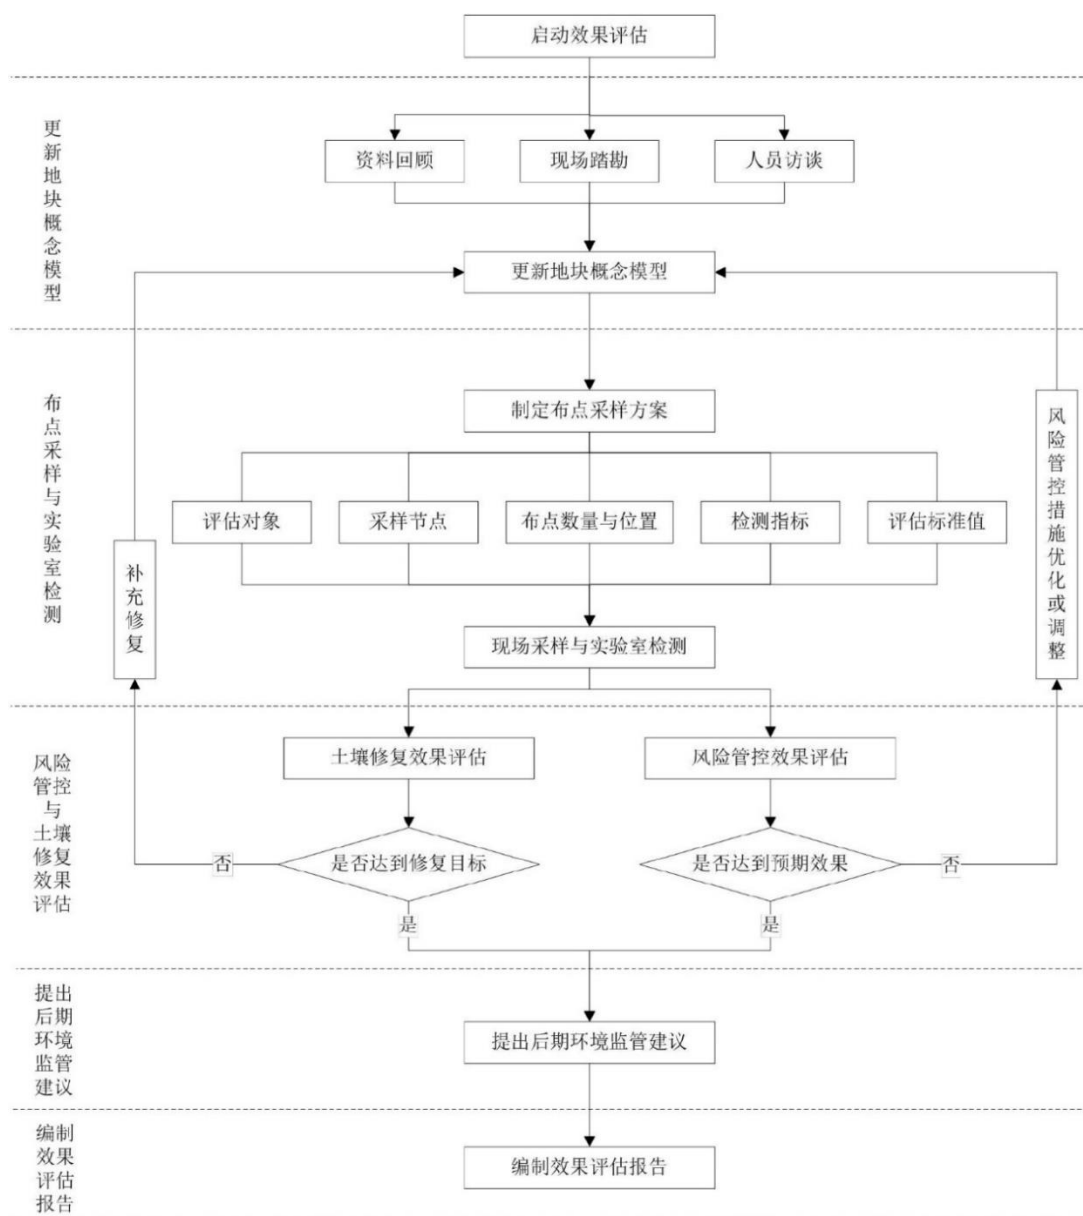 启动效果评估
更新地块概念模型
资料回顾
现场踏勘
人员访谈
更新地块概念模型
布点采样与实验室检测
制定布点采样方案
风险管控措施优化或调整
评估对象
采样节点
布点数量与位置
检测指标
评估标准值
补充修复
现场采样与实验室检测
风险
管控
与
土壤
修复
效果
评估
土壤修复效果评估
风险管控效果评估
否
是否达到修复目标
是否达到预期效果
否
是
是
提出
后期
环境
监管
建议
提出后期环境监管建议
编制
效果
评估
报告
编制效果评估报告